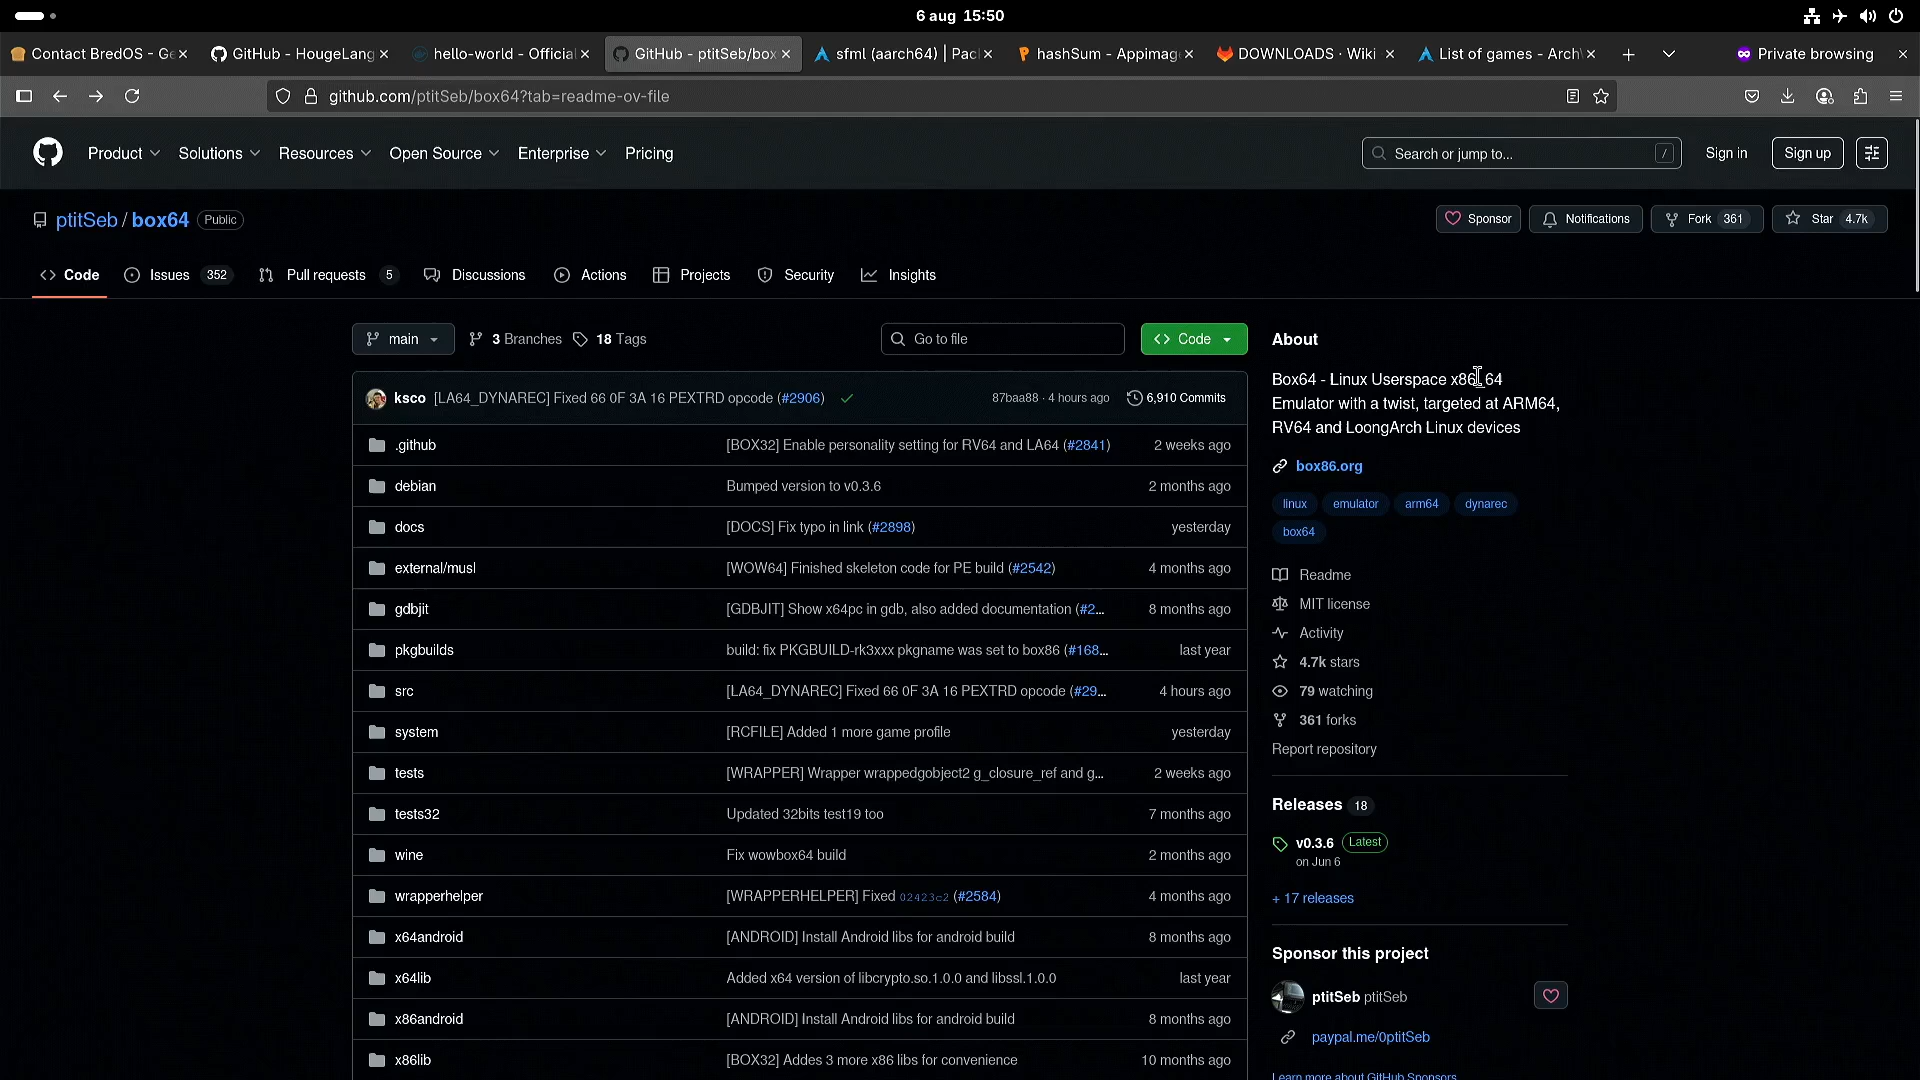 6 aug 15:50
Contact BredOS - Ge
GitHub - HougeLang
hello-world - Official
GitHub - ptitSeb/box
sfml (aarch64) | Pac
hashSum - Appimag
DOWNLOADS · Wiki
List of games - ArchW
Private browsing
github.com/ptitSeb/box64?tab=readme-ov-file
Product Solutions Resources Open Source Enterprise Pricing
Search or jump to... /
Sign in
Sign up
ptitSeb / box64 Public
Sponsor
Notifications
Fork 361
Star 4.7k
Code
Issues 352
Pull requests 5
Discussions
Actions
Projects
Security
Insights
main
3 Branches
18 Tags
Go to file
Code
ksco [LA64_DYNAREC] Fixed 66 0F 3A 16 PEXTRD opcode (#2906) 87baa88 · 4 hours ago 6,910 Commits
.github [BOX32] Enable personality setting for RV64 and LA64 (#2841) 2 weeks ago
debian Bumped version to v0.3.6 2 months ago
docs [DOCS] Fix typo in link (#2898) yesterday
external/musl [WOW64] Finished skeleton code for PE build (#2542) 4 months ago
gdbjit [GDBJIT] Show x64pc in gdb, also added documentation (#2... 8 months ago
pkgbuilds build: fix PKGBUILD-rk3xxx pkgname was set to box86 (#168... last year
src [LA64_DYNAREC] Fixed 66 0F 3A 16 PEXTRD opcode (#29... 4 hours ago
system [RCFILE] Added 1 more game profile yesterday
tests [WRAPPER] Wrapper wrappedgobject2 g_closure_ref and g... 2 weeks ago
tests32 Updated 32bits test19 too 7 months ago
wine Fix wowbox64 build 2 months ago
wrapperhelper [WRAPPERHELPER] Fixed 02423c2 (#2584) 4 months ago
x64android [ANDROID] Install Android libs for android build 8 months ago
x64lib Added x64 version of libcrypto.so.1.0.0 and libssl.1.0.0 last year
x86android [ANDROID] Install Android libs for android build 8 months ago
x86lib [BOX32] Addes 3 more x86 libs for convenience 10 months ago
About
Box64 - Linux Userspace x86_64
Emulator with a twist, targeted at ARM64,
RV64 and LoongArch Linux devices
box86.org
linux emulator arm64 dynarec
box64
Readme
MIT license
Activity
4.7k stars
79 watching
361 forks
Report repository
Releases 18
v0.3.6 Latest
on Jun 6
+ 17 releases
Sponsor this project
ptitSeb ptitSeb
paypal.me/0ptitSeb
Learn more about GitHub Sponsors